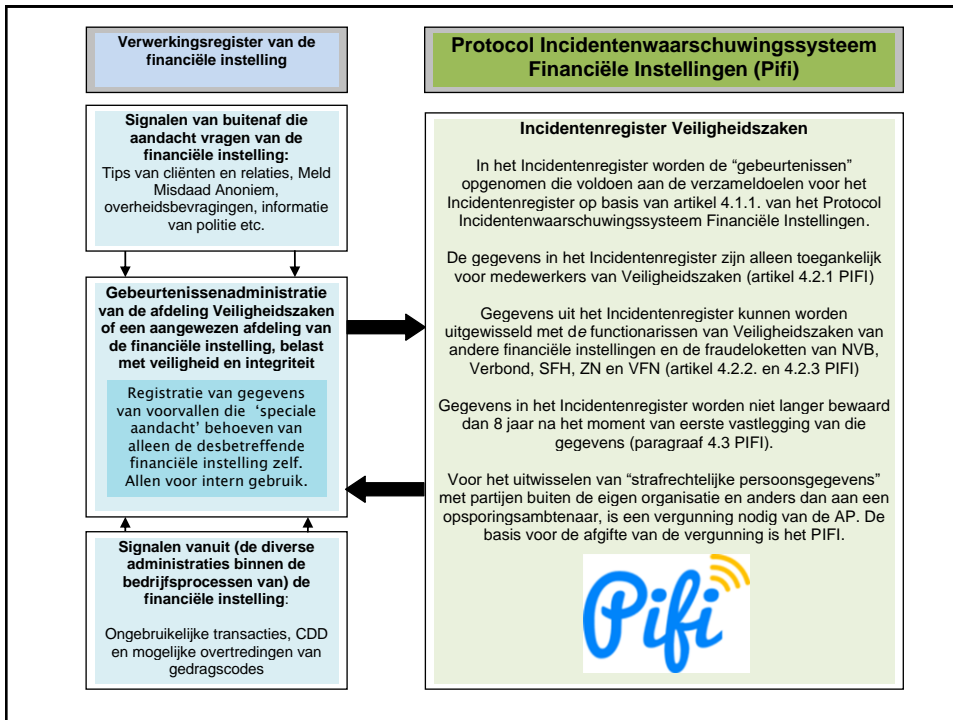 Verwerkingsregister van de
financiële instelling
Signalen van buitenaf die
aandacht vragen van de
financiële instelling:
Tips van cliënten en relaties, Meld
Misdaad Anoniem,
overheidsbevragingen, informatie
van politie etc.
Gebeurtenissenadministratie
van de afdeling Veiligheidszaken
of een aangewezen afdeling van
de financiële instelling, belast
met veiligheid en integriteit
Registratie van gegevens
van voorvallen die ‘speciale
aandacht’ behoeven van
alleen de desbetreffende
financiële instelling zelf.
Allen voor intern gebruik.
Signalen vanuit (de diverse
administraties binnen de
bedrijfsprocessen van) de
financiële instelling:
Ongebruikelijke transacties, CDD
en mogelijke overtredingen van
gedragscodes
Protocol Incidentenwaarschuwingssysteem
Financiële Instellingen (Pifi)
Incidentenregister Veiligheidszaken
In het Incidentenregister worden de “gebeurtenissen”
opgenomen die voldoen aan de verzameldoelen voor het
Incidentenregister op basis van artikel 4.1.1. van het Protocol
Incidentenwaarschuwingssysteem Financiële Instellingen.
De gegevens in het Incidentenregister zijn alleen toegankelijk
voor medewerkers van Veiligheidszaken (artikel 4.2.1 PIFI)
Gegevens uit het Incidentenregister kunnen worden
uitgewisseld met de functionarissen van Veiligheidszaken van
andere financiële instellingen en de fraudeloketten van NVB,
Verbond, SFH, ZN en VFN (artikel 4.2.2. en 4.2.3 PIFI)
Gegevens in het Incidentenregister worden niet langer bewaard
dan 8 jaar na het moment van eerste vastlegging van die
gegevens (paragraaf 4.3 PIFI).
Voor het uitwisselen van “strafrechtelijke persoonsgegevens”
met partijen buiten de eigen organisatie en anders dan aan een
opsporingsambtenaar, is een vergunning nodig van de AP. De
basis voor de afgifte van de vergunning is het PIFI.
Pifi